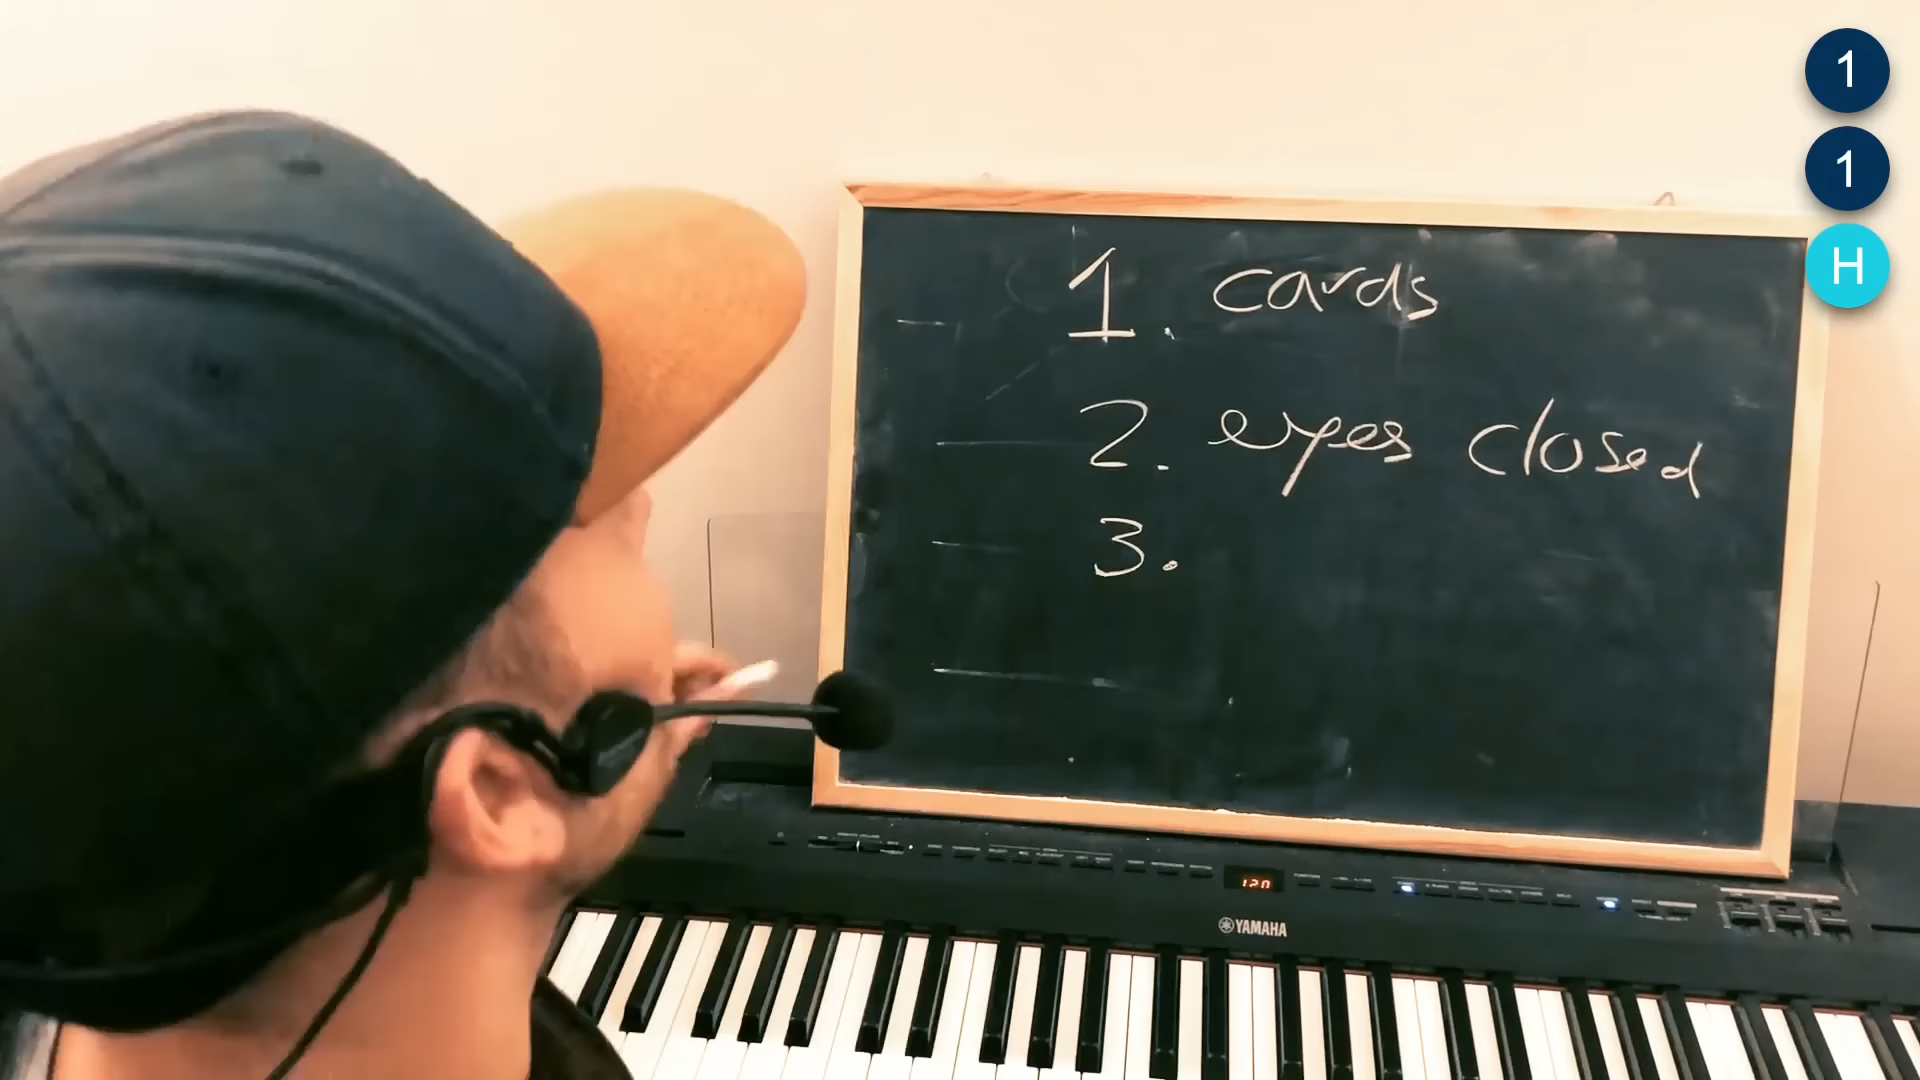 1
1
H
1. cards
2. eyes closed
3.
120
YAMAHA